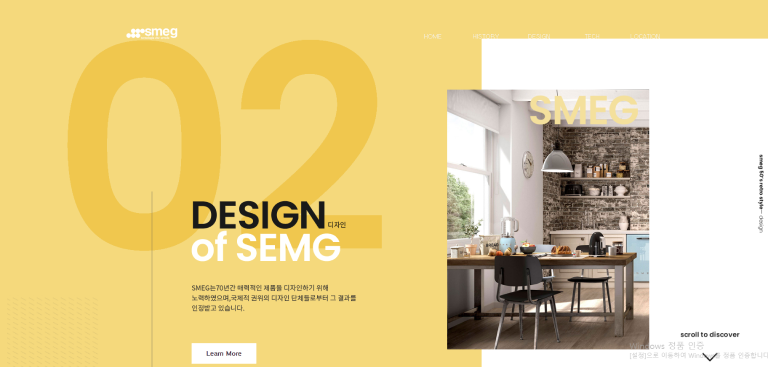 smeg
HOME HISTORY DESIGN TECH LOCATION
02
SMEG
DESIGN 디자인
of SEMG
SMEG는70년간 매력적인 제품을 디자인하기 위해
노력하였으며,국제적 권위의 디자인 단체들로부터 그 결과를
인정받고 있습니다.
Learn More
smeg 50's retro style — design
scroll to discover
Windows 정품 인증
[설정]으로 이동하여 Windows를 정품 인증합니다